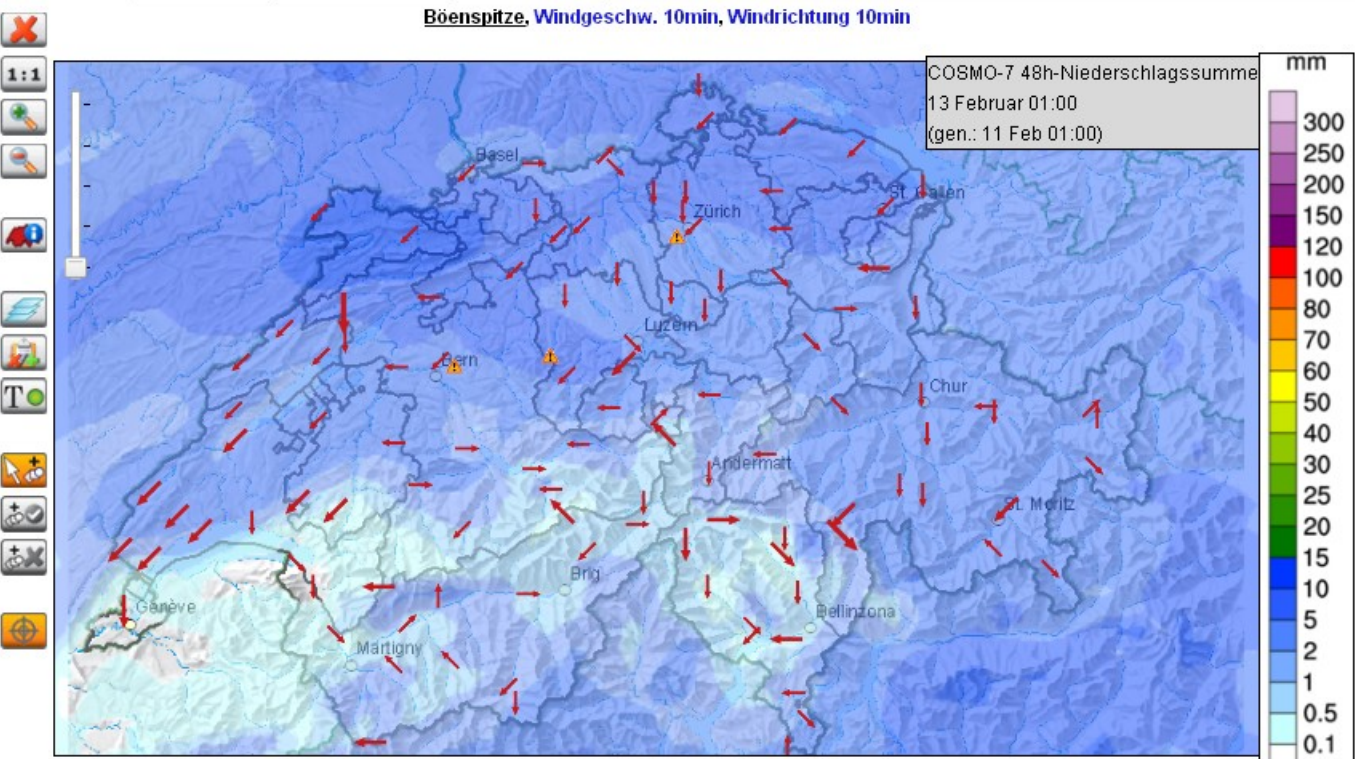 Böenspitze, Windgeschw. 10min, Windrichtung 10min
1:1
COSMO-7 48h-Niederschlagssumme
13 Februar 01:00
(gen.: 11 Feb 01:00)
mm
300
250
200
150
120
100
80
70
60
50
40
30
25
20
15
10
5
2
1
0.5
0.1
T
Basel
St. Gallen
Zürich
Luzern
Bern
Chur
Andermatt
St. Moritz
Brig
Genève
Bellinzona
Martigny